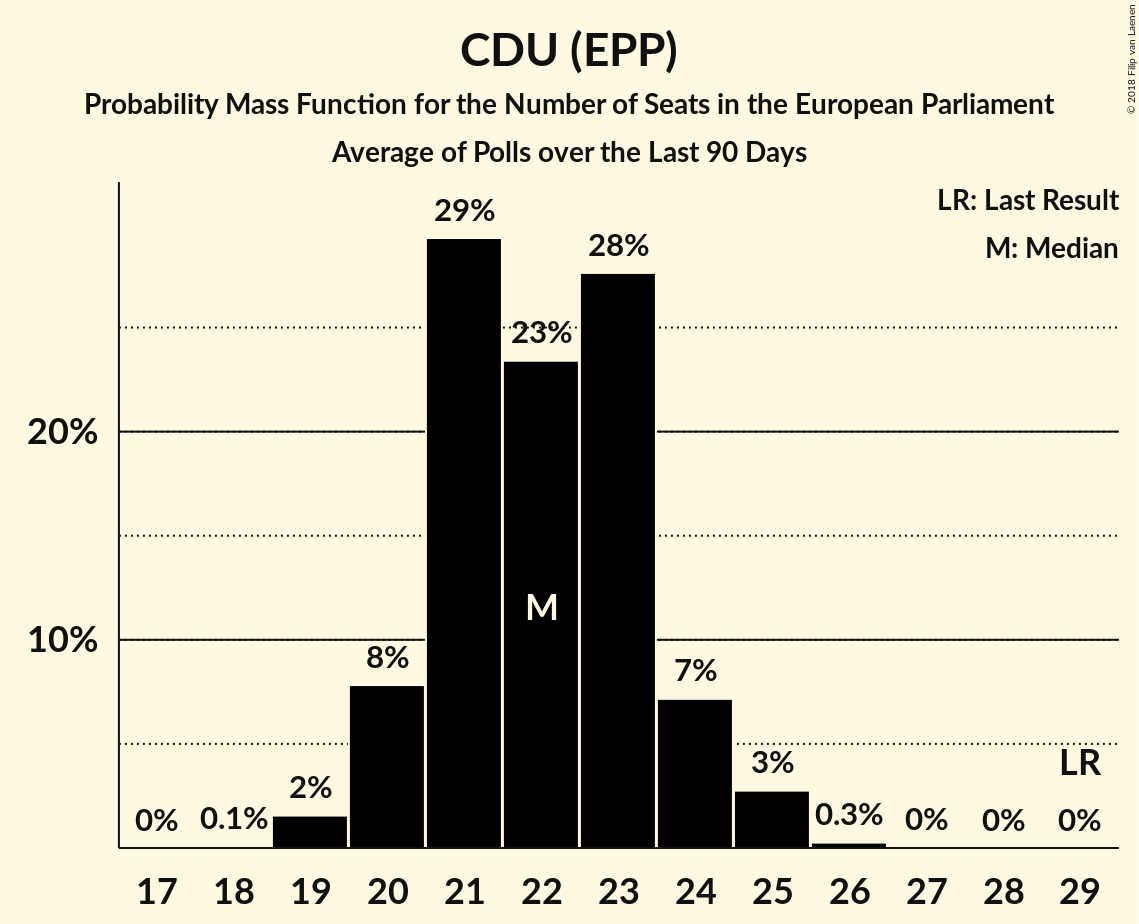 CDU (EPP)
Probability Mass Function for the Number of Seats in the European Parliament
Average of Polls over the Last 90 Days
© 2018 Filip van Laenen
LR: Last Result
M: Median
29%
28%
23%
20%
M
10%
8%
7%
LR
3%
2%
0% 0.1% 0.3% 0% 0% 0%
17 18 19 20 21 22 23 24 25 26 27 28 29